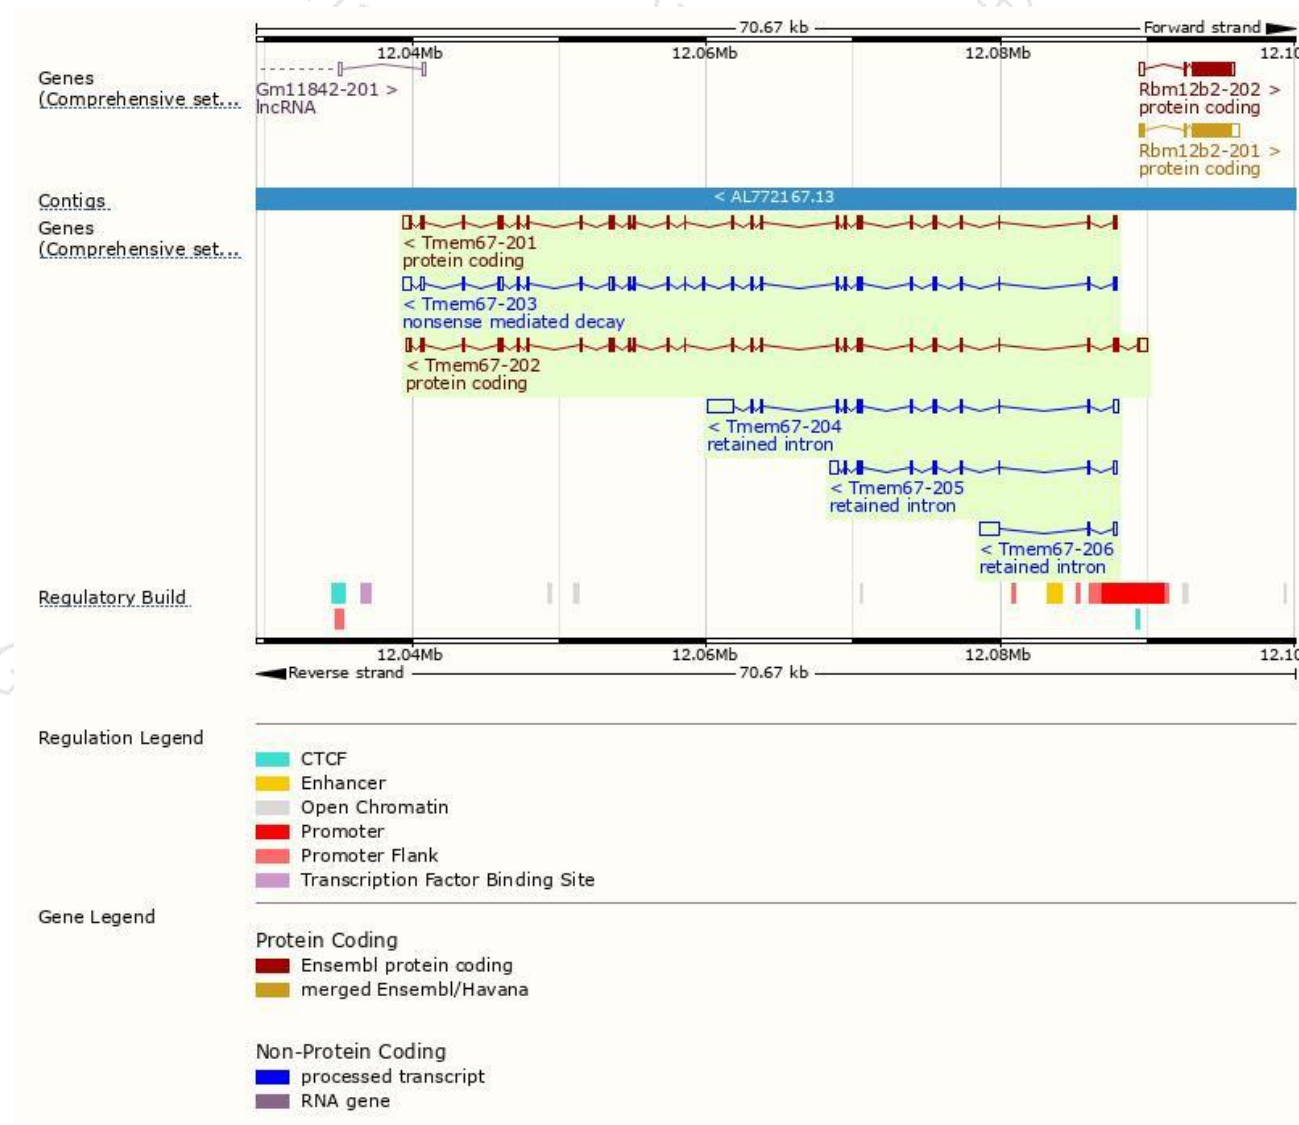 70.67 kb
Forward strand
12.04Mb 12.06Mb 12.08Mb 12.10
Genes
(Comprehensive set...
Gm11842-201 >
lncRNA
Rbm12b2-202 >
protein coding
Rbm12b2-201 >
protein coding
Contigs
< AL772167.13
Genes
(Comprehensive set...
< Tmem67-201
protein coding
< Tmem67-203
nonsense mediated decay
< Tmem67-202
protein coding
< Tmem67-204
retained intron
< Tmem67-205
retained intron
< Tmem67-206
retained intron
Regulatory Build
12.04Mb 12.06Mb 12.08Mb 12.10
Reverse strand
70.67 kb
Regulation Legend
CTCF
Enhancer
Open Chromatin
Promoter
Promoter Flank
Transcription Factor Binding Site
Gene Legend
Protein Coding
Ensembl protein coding
merged Ensembl/Havana
Non-Protein Coding
processed transcript
RNA gene